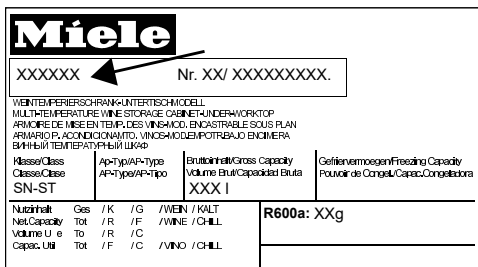 Miele
XXXXXX Nr. XX/ XXXXXXXXX.
WEINTEMPERIERSCHRANK-UNTERTISCHMODELL
MULTI-TEMPERATURE WINE STORAGE CABINET-UNDER-WORKTOP
ARMOIRE DE MISE EN TEMP. DES VINS-MOD. ENCASTRABLE SOUS PLAN
ARMARIO P. ACONDICIONAMTO. VINOS-MOD.EMPOTR.BAJO ENCIMERA
ВИННЫЙ ТЕМПЕРАТУРНЫЙ ШКАФ
Klasse/Class Ap-Typ/AP-Type Bruttoinhalt/Gross Capacity Gefriervermoegen/Freezing Capacity
Classe/Clase AP-Type/AP-Tipo Volume Brut/Capacidad Bruta Pouvoir de Congel./Capac.Congeladora
SN-ST XXX l
Nutzinhalt Ges / K / G / WEIN / KALT R600a: XXg
Net.Capacity Tot / R / F / WINE / CHILL
Volume U e To / R / C
Capac. Util Tot / F / C / VINO / CHILL